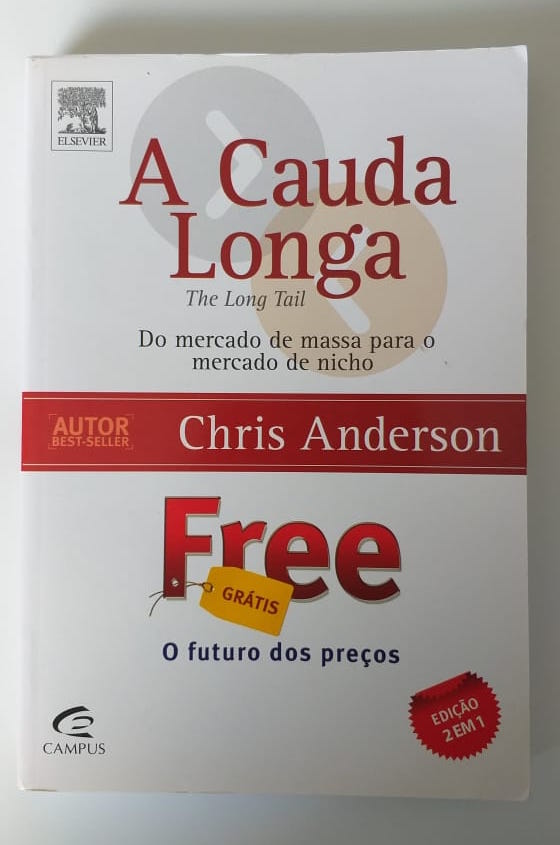 ELSEVIER
A Cauda
Longa
The Long Tail
Do mercado de massa para o
mercado de nicho
AUTOR
BEST-SELLER
Chris Anderson
Free
GRÁTIS
O futuro dos preços
EDIÇÃO
2 EM 1
CAMPUS